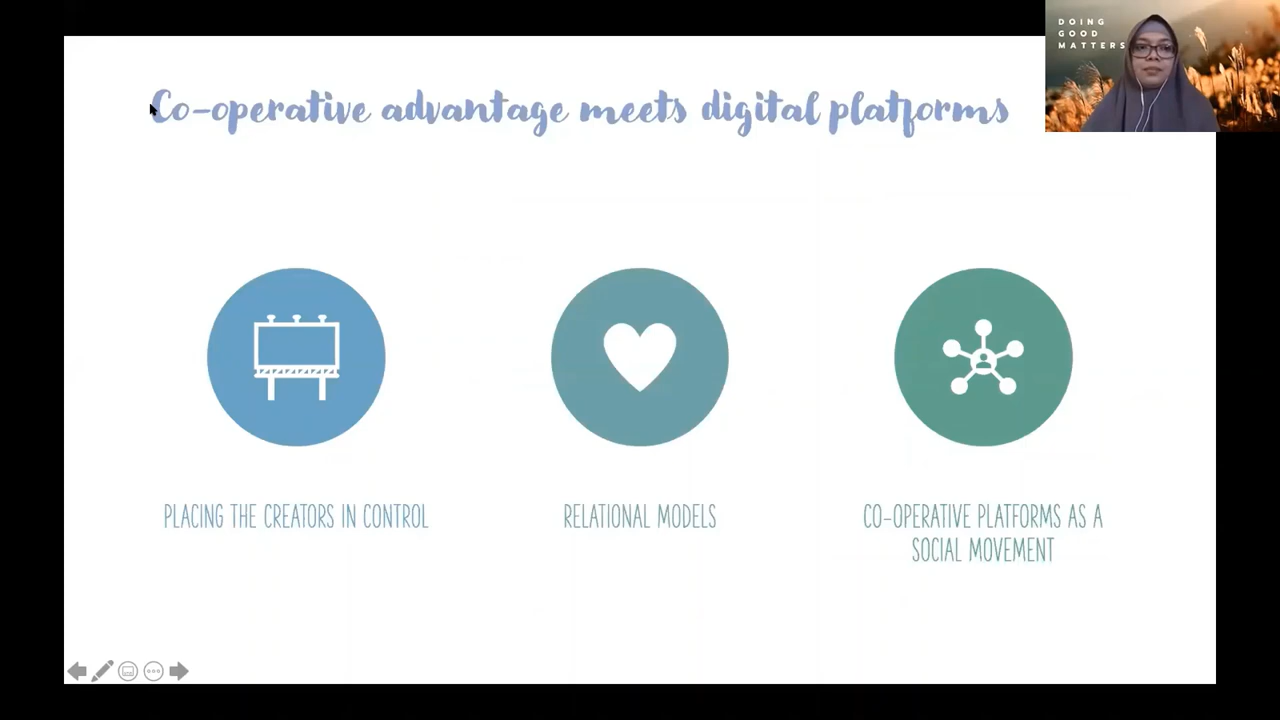 DOING
GOOD
MATTERS
Co-operative advantage meets digital platforms
PLACING THE CREATORS IN CONTROL
RELATIONAL MODELS
CO-OPERATIVE PLATFORMS AS A
SOCIAL MOVEMENT